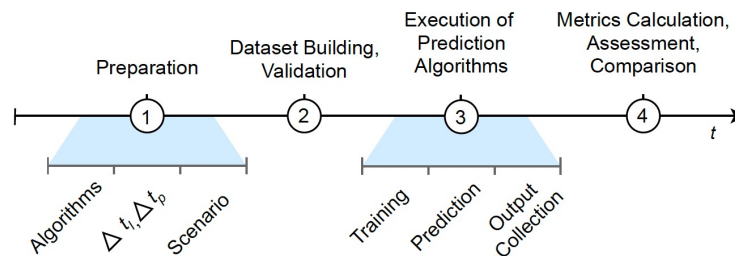 Preparation
Dataset Building,
Validation
Execution of
Prediction
Algorithms
Metrics Calculation,
Assessment,
Comparison
1
2
3
4
t
Algorithms
Δ t_l, Δ t_p
Scenario
Training
Prediction
Output
Collection